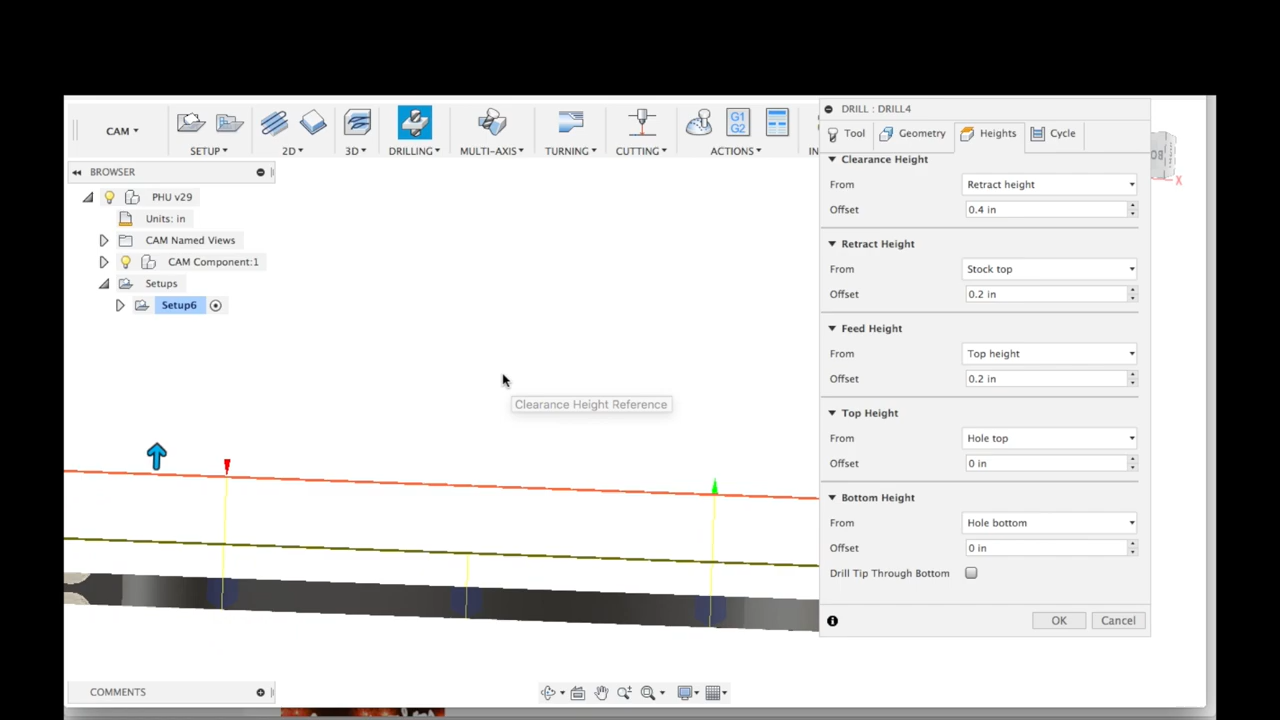 DRILL : DRILL4
G1
G2
CAM
SETUP
2D
3D
DRILLING
MULTI-AXIS
TURNING
CUTTING
ACTIONS
IN
Tool
Geometry
Heights
Cycle
BROWSER
PHU v29
Units: in
CAM Named Views
CAM Component:1
Setups
Setup6
Clearance Height Reference
Clearance Height
From Retract height
Offset 0.4 in
Retract Height
From Stock top
Offset 0.2 in
Feed Height
From Top height
Offset 0.2 in
Top Height
From Hole top
Offset 0 in
Bottom Height
From Hole bottom
Offset 0 in
Drill Tip Through Bottom
OK Cancel
X
COMMENTS